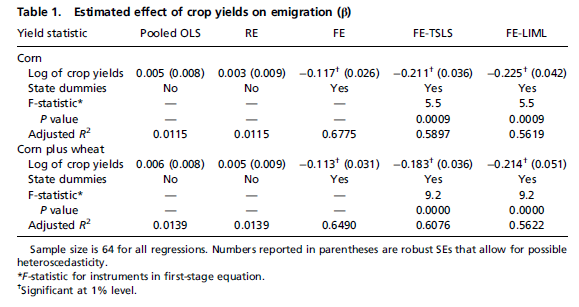 Table 1. Estimated effect of crop yields on emigration (β)
Yield statistic Pooled OLS RE FE FE-TSLS FE-LIML
Corn
Log of crop yields 0.005 (0.008) 0.003 (0.009) −0.117† (0.026) −0.211† (0.036) −0.225† (0.042)
State dummies No No Yes Yes Yes
F-statistic* — — — 5.5 5.5
P value — — — 0.0009 0.0009
Adjusted R² 0.0115 0.0115 0.6775 0.5897 0.5619
Corn plus wheat
Log of crop yields 0.006 (0.008) 0.005 (0.009) −0.113† (0.031) −0.183† (0.036) −0.214† (0.051)
State dummies No No Yes Yes Yes
F-statistic* — — — 9.2 9.2
P value — — — 0.0000 0.0000
Adjusted R² 0.0139 0.0139 0.6490 0.6076 0.5622
Sample size is 64 for all regressions. Numbers reported in parentheses are robust SEs that allow for possible
heteroscedasticity.
*F-statistic for instruments in first-stage equation.
†Significant at 1% level.